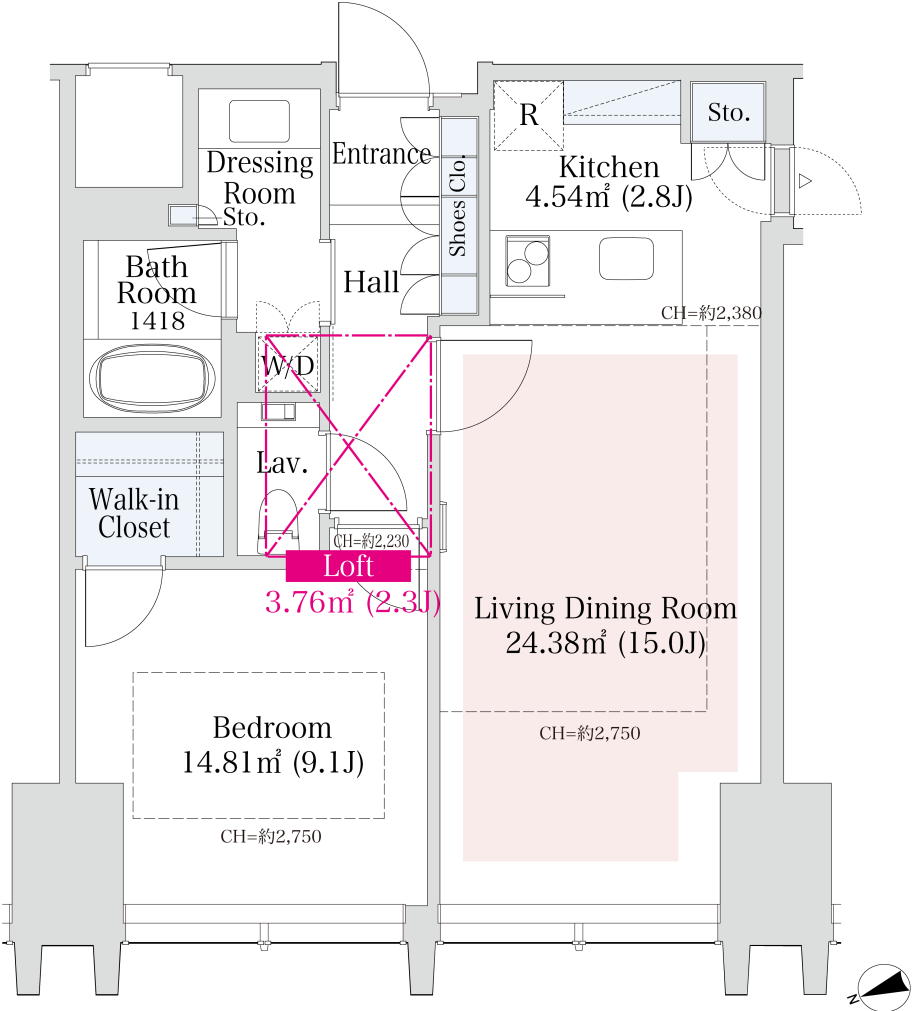 R
Sto.
Entrance
Dressing
Room
Sto.
Shoes Clo.
Kitchen
4.54㎡ (2.8J)
Bath
Room
1418
Hall
CH=約2,380
W/D
Lav.
Walk-in
Closet
CH=約2,230
Loft
3.76㎡ (2.3J)
Living Dining Room
24.38㎡ (15.0J)
Bedroom
14.81㎡ (9.1J)
CH=約2,750
CH=約2,750
N